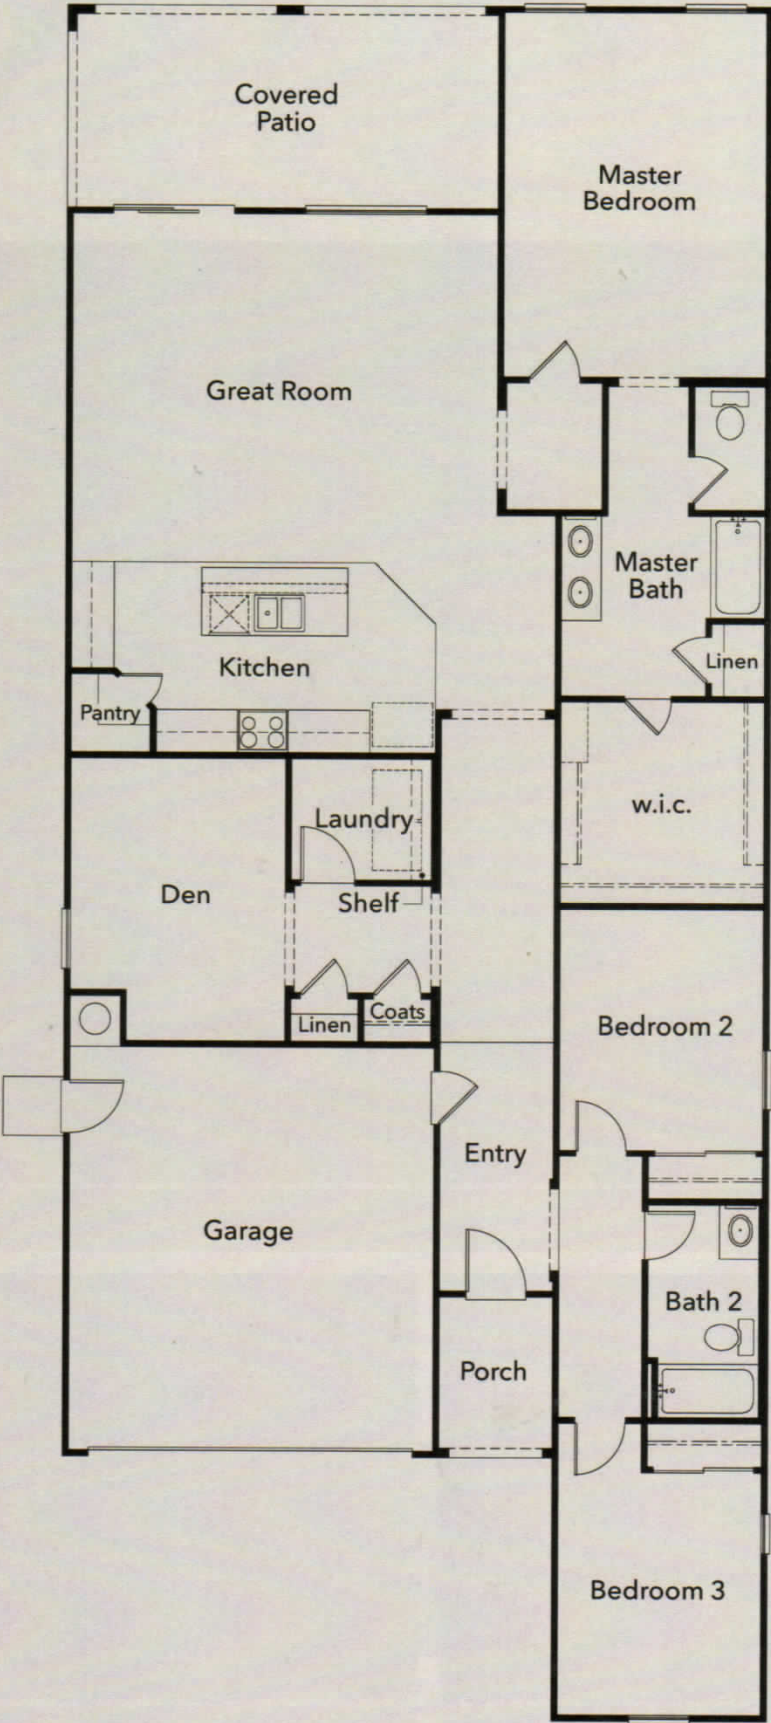 Covered
Patio
Master
Bedroom
Great Room
Master
Bath
Linen
Kitchen
Pantry
w.i.c.
Laundry
Den
Shelf
Linen
Coats
Bedroom 2
Entry
Garage
Bath 2
Porch
Bedroom 3